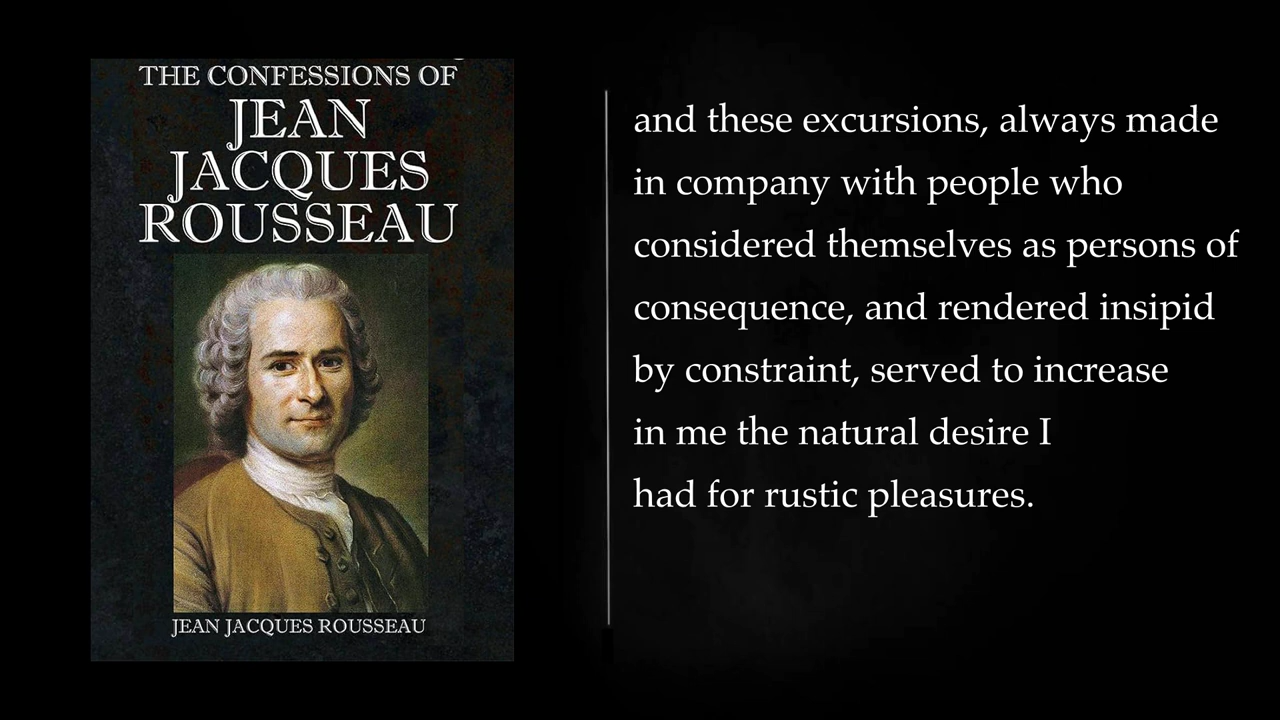 THE CONFESSIONS OF
JEAN
JACQUES
ROUSSEAU
JEAN JACQUES ROUSSEAU
and these excursions, always made
in company with people who
considered themselves as persons of
consequence, and rendered insipid
by constraint, served to increase
in me the natural desire I
had for rustic pleasures.